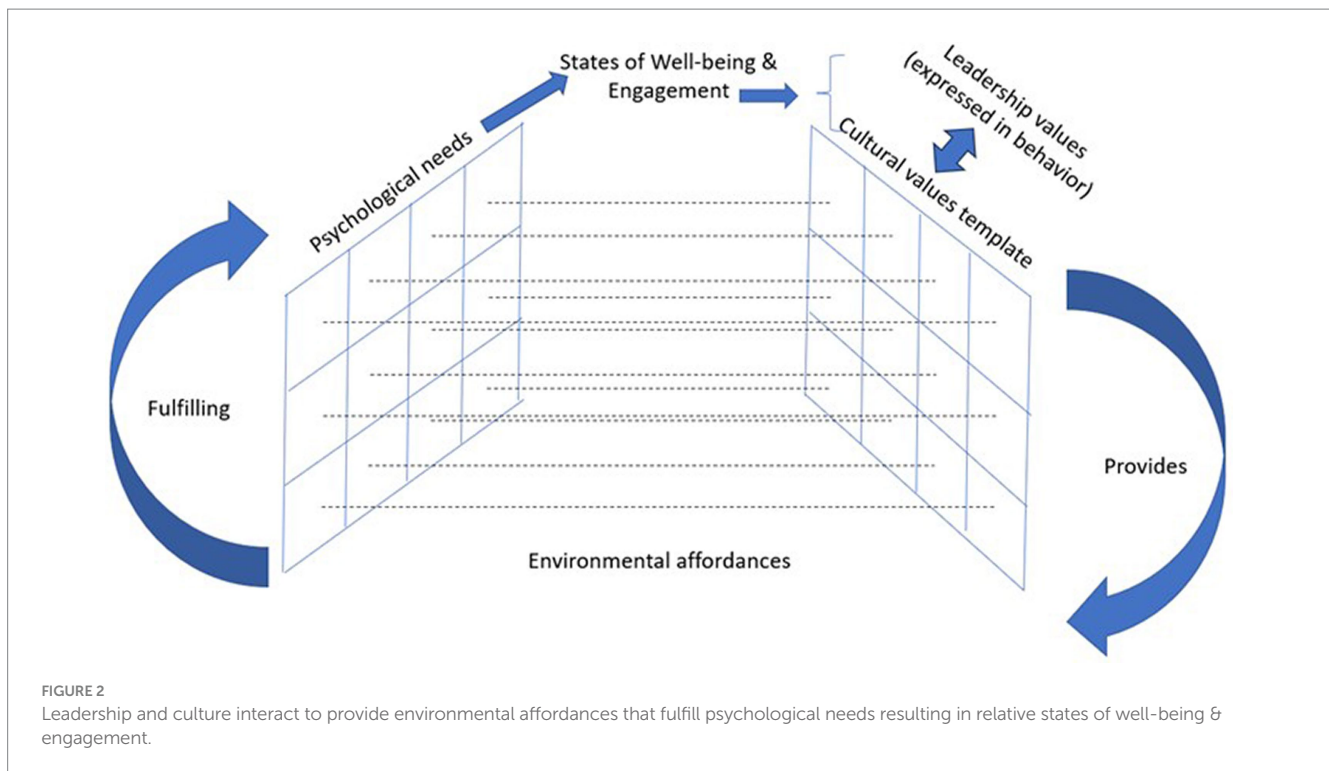 States of Well-being &
Engagement
Leadership values
(expressed in behavior)
Psychological needs
Cultural values template
Fulfilling
Provides
Environmental affordances
FIGURE 2
Leadership and culture interact to provide environmental affordances that fulfill psychological needs resulting in relative states of well-being &
engagement.